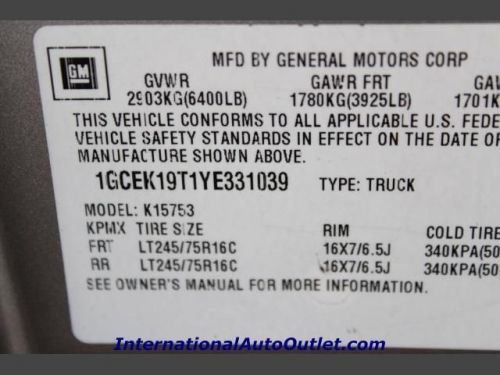 GM
MFD BY GENERAL MOTORS CORP
GVWR GAWR FRT
2903KG(6400LB) 1780KG(3925LB) 1701K
THIS VEHICLE CONFORMS TO ALL APPLICABLE U.S. FEDE
VEHICLE SAFETY STANDARDS IN EFFECT ON THE DATE OF
MANUFACTURE SHOWN ABOVE.
1GCEK19T1YE331039 TYPE: TRUCK
MODEL: K15753
KPMX TIRE SIZE RIM COLD TIRE
FRT LT245/75R16C 16X7/6.5J 340KPA(50
RR LT245/75R16C 16X7/6.5J 340KPA(50
SEE OWNER'S MANUAL FOR MORE INFORMATION.
InternationalAutoOutlet.com